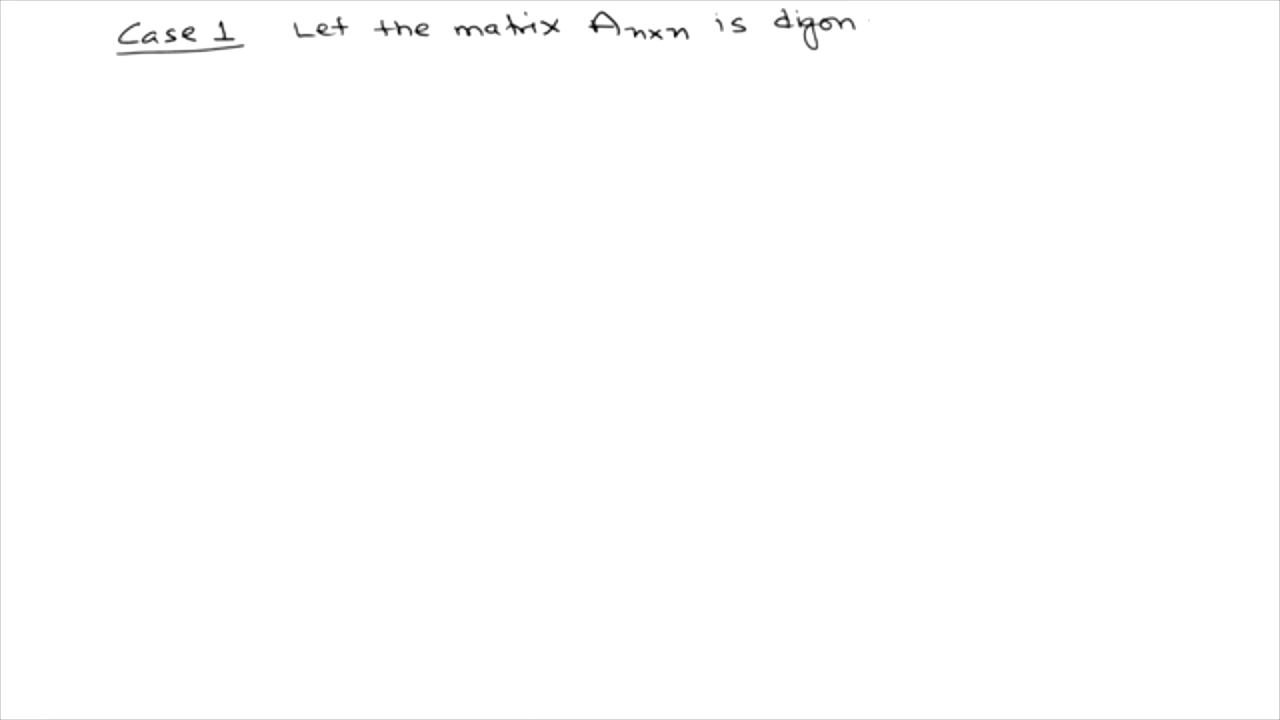 Case 1 Let the matrix Aₙₓₙ is digon